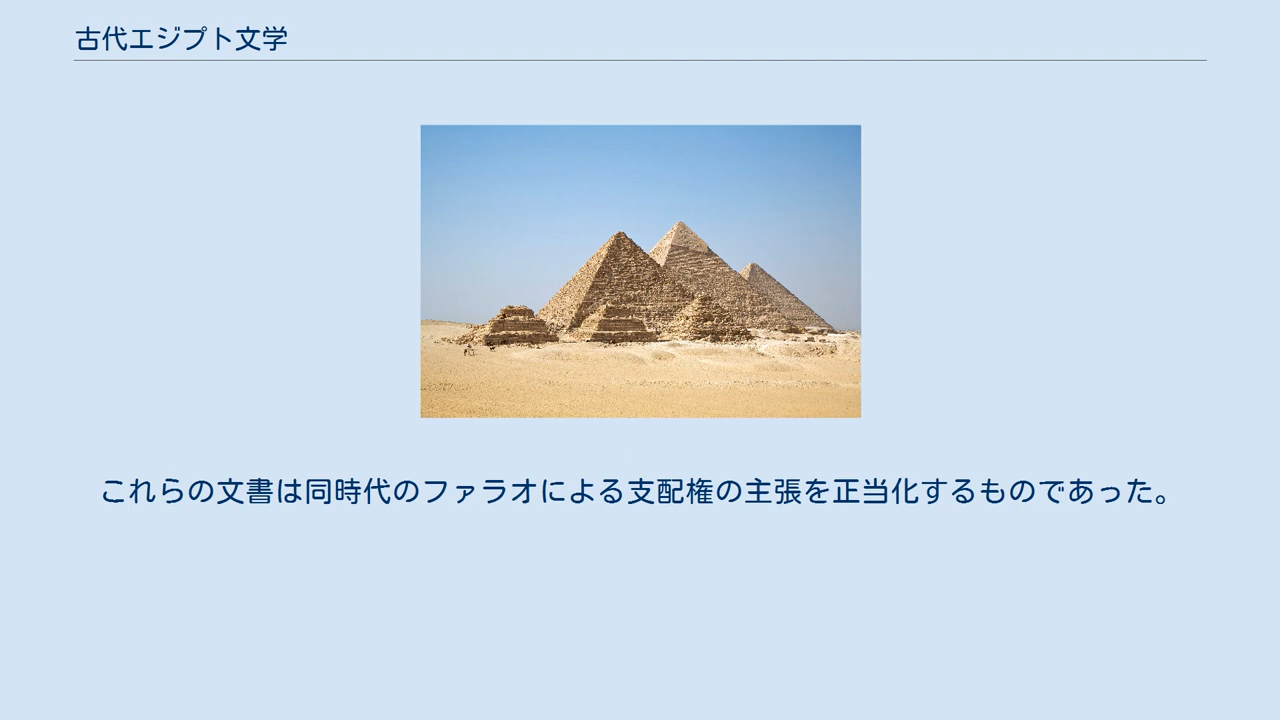 古代エジプト文学
これらの文書は同時代のファラオによる支配権の主張を正当化するものであった。